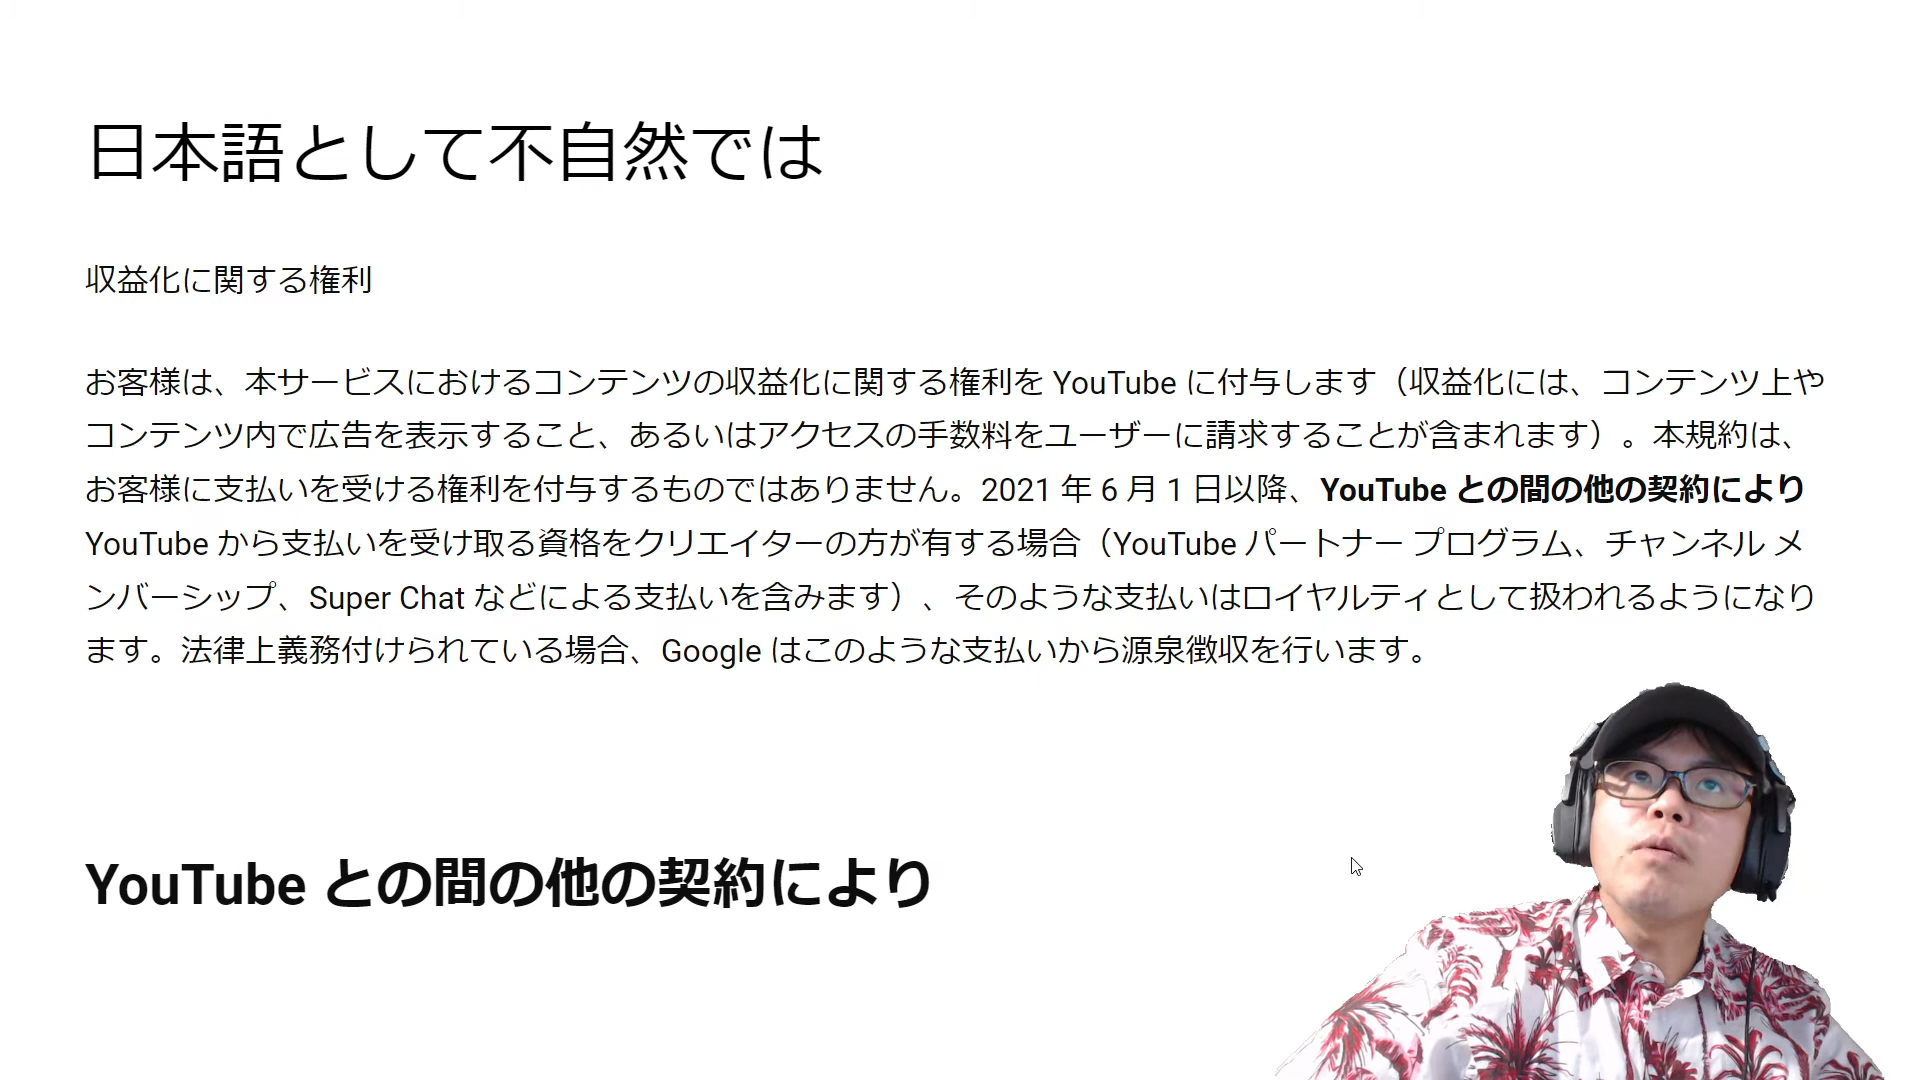 日本語として不自然では
収益化に関する権利
お客様は、本サービスにおけるコンテンツの収益化に関する権利を YouTube に付与します（収益化には、コンテンツ上や
コンテンツ内で広告を表示すること、あるいはアクセスの手数料をユーザーに請求することが含まれます）。本規約は、
お客様に支払いを受ける権利を付与するものではありません。2021 年 6 月 1 日以降、YouTube との間の他の契約により
YouTube から支払いを受け取る資格をクリエイターの方が有する場合（YouTube パートナー プログラム、チャンネル メ
ンバーシップ、Super Chat などによる支払いを含みます）、そのような支払いはロイヤルティとして扱われるようになり
ます。法律上義務付けられている場合、Google はこのような支払いから源泉徴収を行います。
YouTube との間の他の契約により